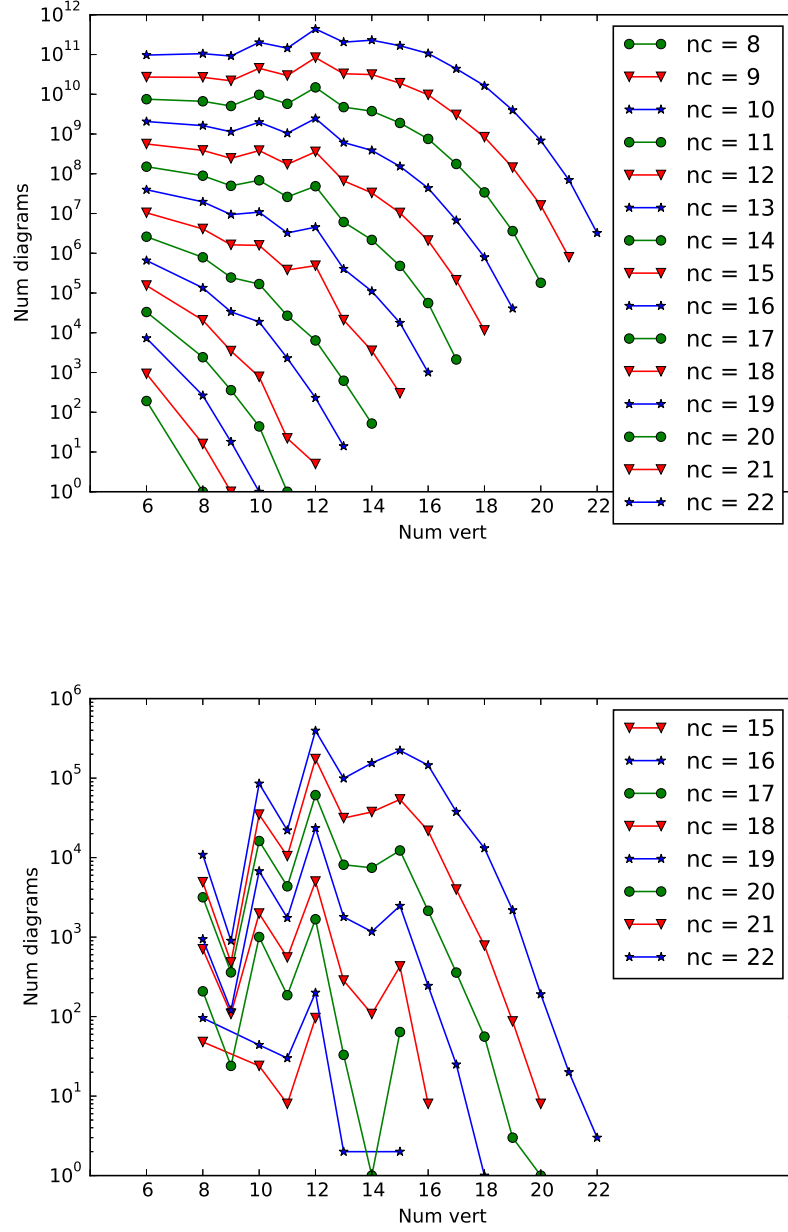 10^12
10^11
10^10
10^9
10^8
10^7
10^6
10^5
10^4
10^3
10^2
10^1
10^0
Num diagrams
6 8 10 12 14 16 18 20 22
Num vert
nc = 8
nc = 9
nc = 10
nc = 11
nc = 12
nc = 13
nc = 14
nc = 15
nc = 16
nc = 17
nc = 18
nc = 19
nc = 20
nc = 21
nc = 22
10^6
10^5
10^4
10^3
10^2
10^1
10^0
Num diagrams
6 8 10 12 14 16 18 20 22
Num vert
nc = 15
nc = 16
nc = 17
nc = 18
nc = 19
nc = 20
nc = 21
nc = 22